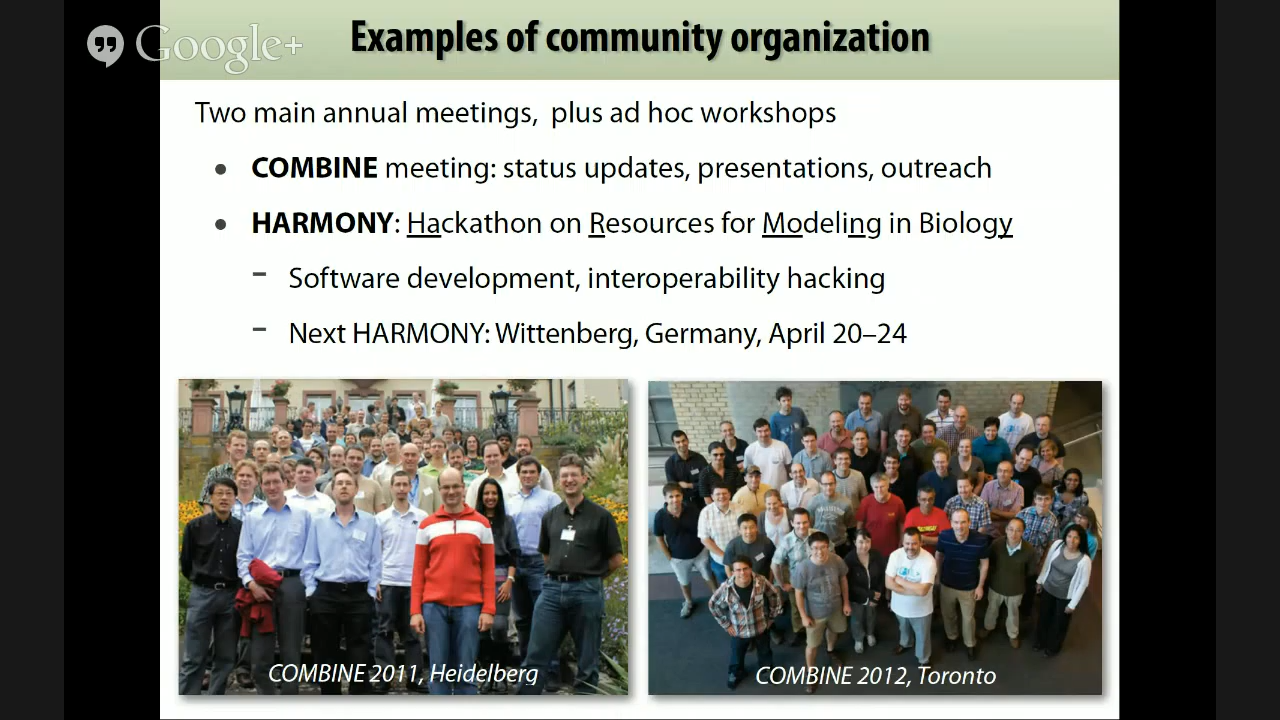 Google+
Examples of community organization
Two main annual meetings, plus ad hoc workshops
• COMBINE meeting: status updates, presentations, outreach
• HARMONY: Hackathon on Resources for Modeling in Biology
– Software development, interoperability hacking
– Next HARMONY: Wittenberg, Germany, April 20–24
COMBINE 2011, Heidelberg
COMBINE 2012, Toronto